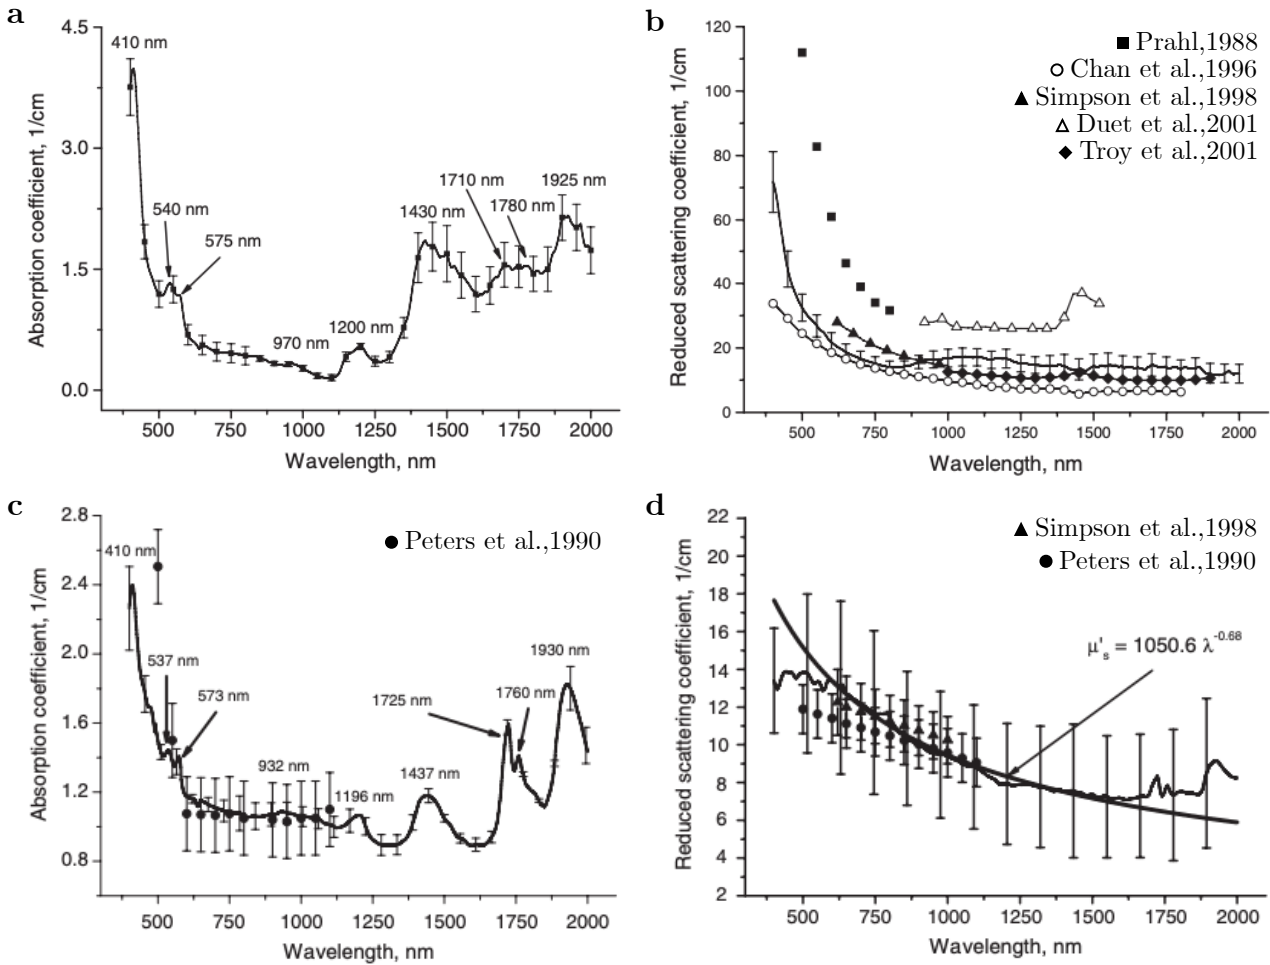 a
4.5
3.0
1.5
0.0
Absorption coefficient, 1/cm
410 nm
540 nm
575 nm
970 nm
1200 nm
1430 nm
1710 nm
1780 nm
1925 nm
500 750 1000 1250 1500 1750 2000
Wavelength, nm
b
120
100
80
60
40
20
0
Reduced scattering coefficient, 1/cm
Prahl,1988
Chan et al.,1996
Simpson et al.,1998
Duet et al.,2001
Troy et al.,2001
500 750 1000 1250 1500 1750 2000
Wavelength, nm
c
2.8
2.4
2.0
1.6
1.2
0.8
Absorption coefficient, 1/cm
Peters et al.,1990
410 nm
537 nm
573 nm
932 nm
1196 nm
1437 nm
1725 nm
1760 nm
1930 nm
500 750 1000 1250 1500 1750 2000
Wavelength, nm
d
22
20
18
16
14
12
10
8
6
4
2
Reduced scattering coefficient, 1/cm
Simpson et al.,1998
Peters et al.,1990
μ's = 1050.6 λ^-0.68
500 750 1000 1250 1500 1750 2000
Wavelength, nm